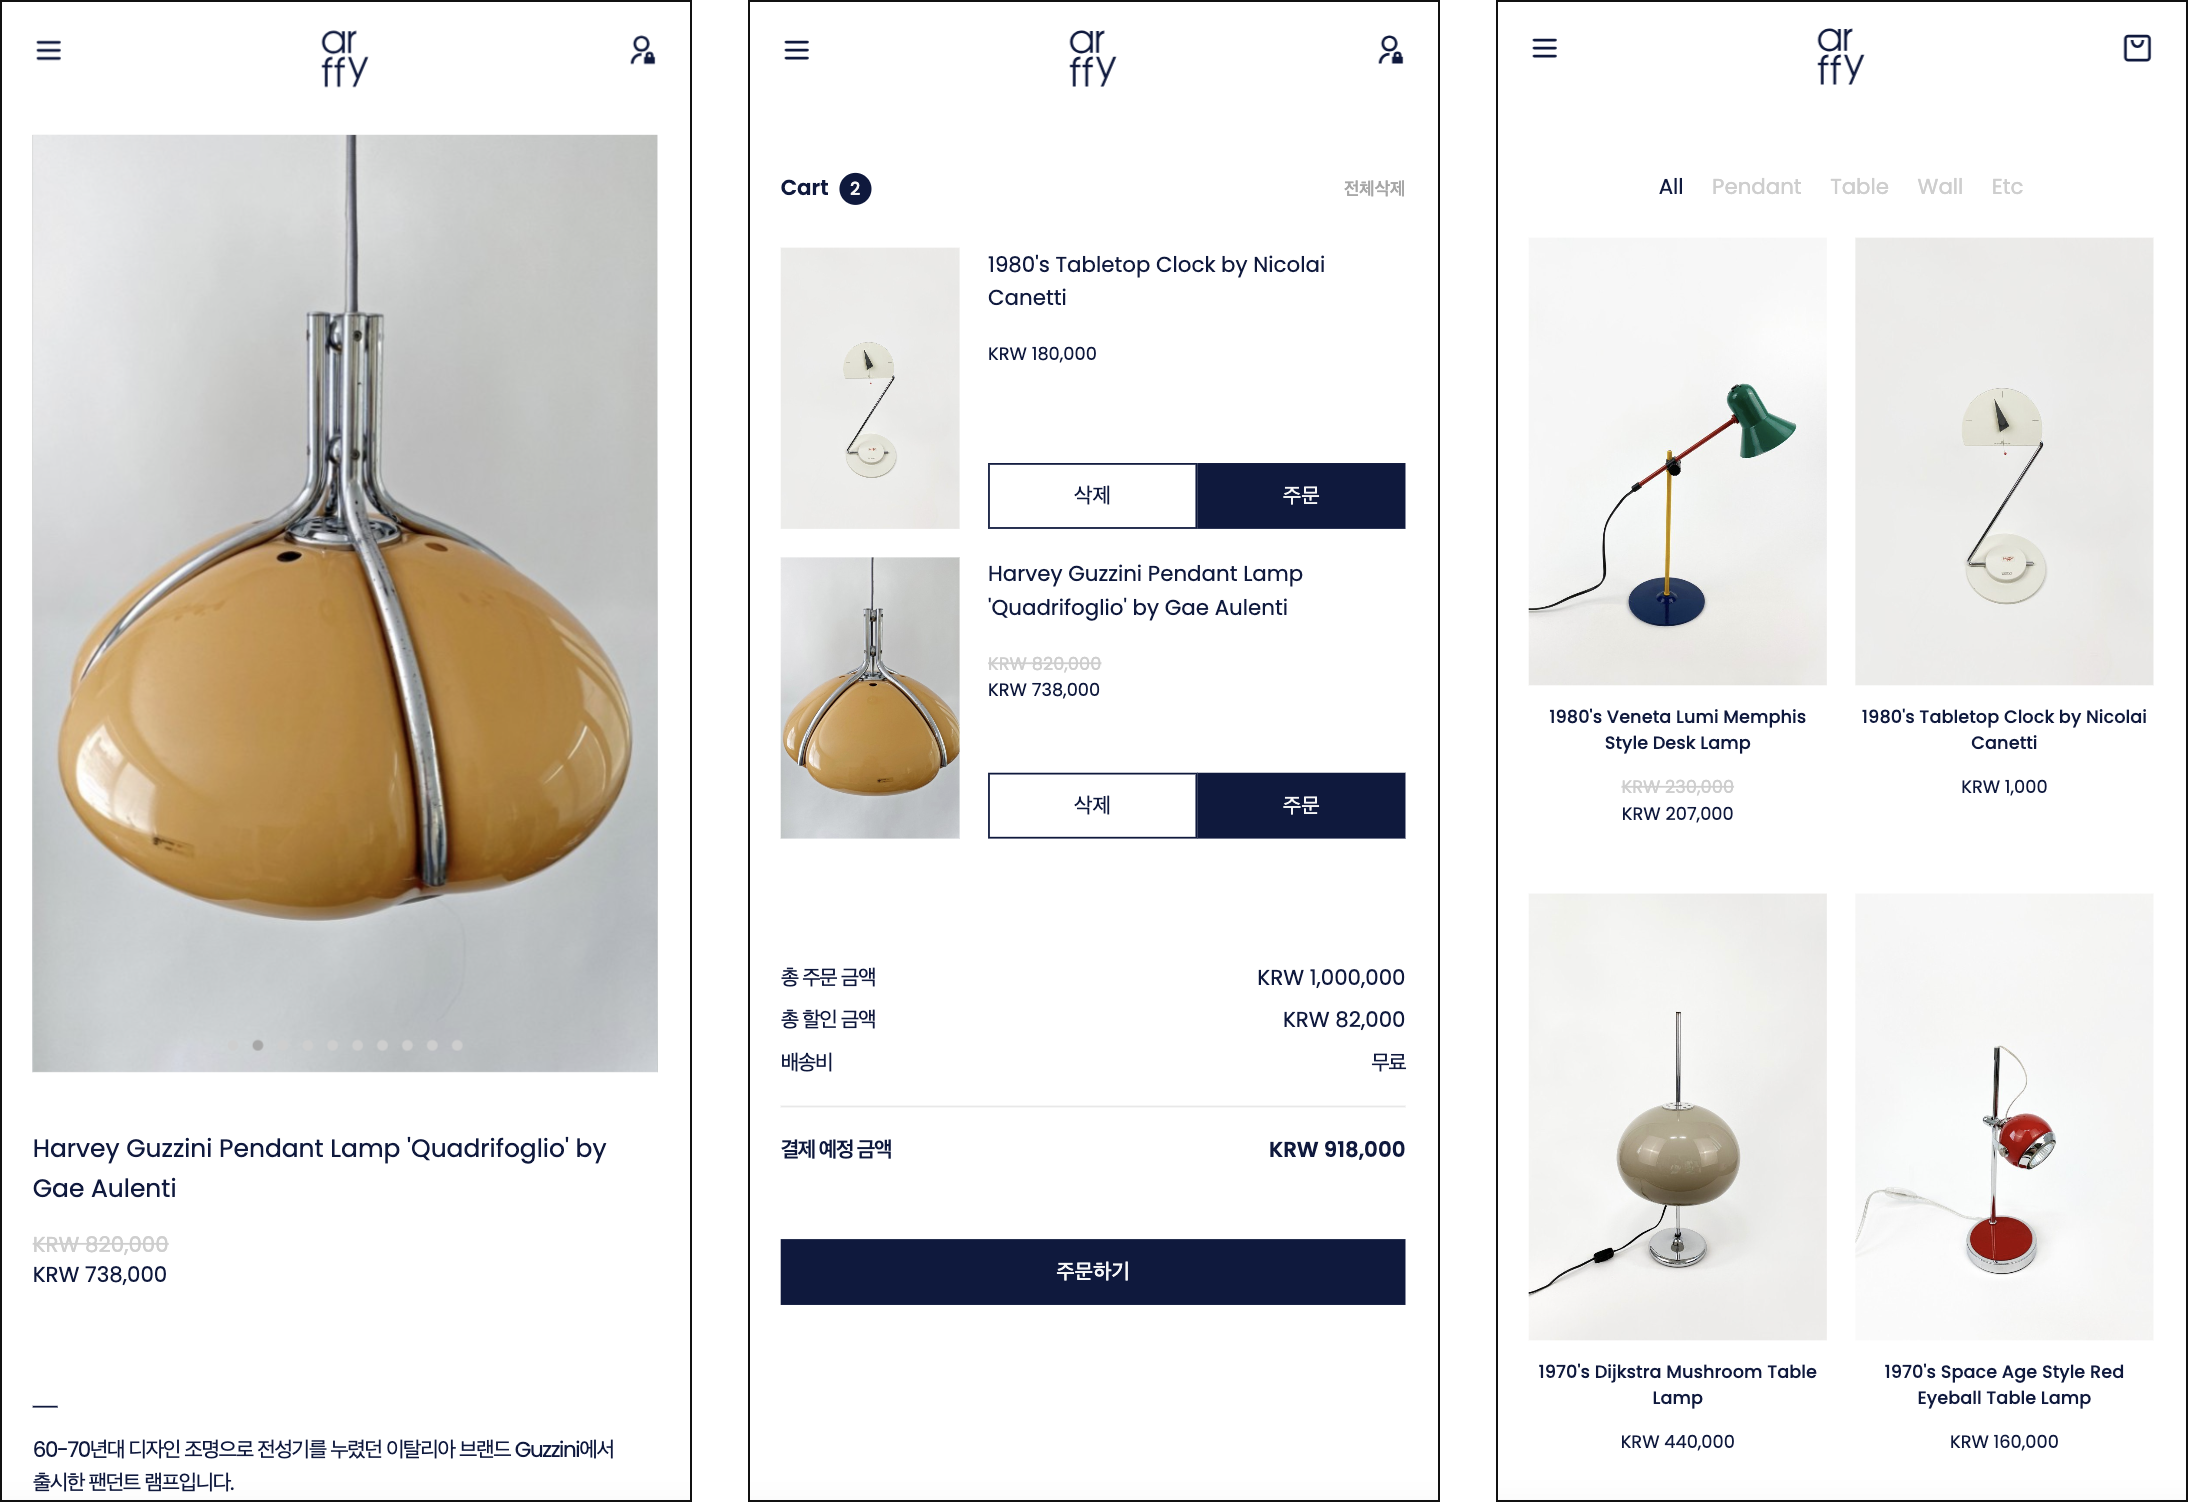 ar
ffy
Harvey Guzzini Pendant Lamp 'Quadrifoglio' by
Gae Aulenti
KRW 820,000
KRW 738,000
60-70년대 디자인 조명으로 전성기를 누렸던 이탈리아 브랜드 Guzzini에서
출시한 팬던트 램프입니다.
ar
ffy
Cart 2
전체삭제
1980's Tabletop Clock by Nicolai
Canetti
KRW 180,000
삭제
주문
Harvey Guzzini Pendant Lamp
'Quadrifoglio' by Gae Aulenti
KRW 820,000
KRW 738,000
삭제
주문
총 주문 금액 KRW 1,000,000
총 할인 금액 KRW 82,000
배송비 무료
결제 예정 금액 KRW 918,000
주문하기
ar
ffy
All Pendant Table Wall Etc
1980's Veneta Lumi Memphis
Style Desk Lamp
KRW 230,000
KRW 207,000
1980's Tabletop Clock by Nicolai
Canetti
KRW 1,000
1970's Dijkstra Mushroom Table
Lamp
KRW 440,000
1970's Space Age Style Red
Eyeball Table Lamp
KRW 160,000